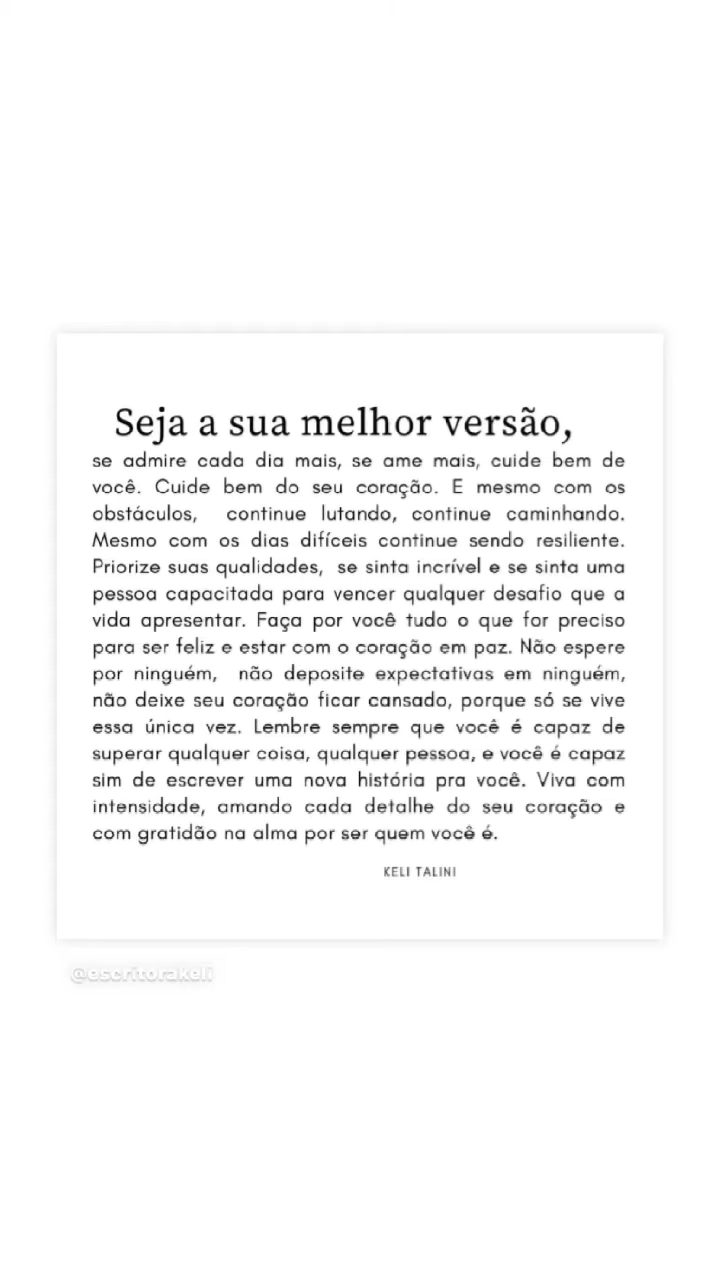 Seja a sua melhor versão,
se admire cada dia mais, se ame mais, cuide bem de
você. Cuide bem do seu coração. E mesmo com os
obstáculos, continue lutando, continue caminhando.
Mesmo com os dias difíceis continue sendo resiliente.
Priorize suas qualidades, se sinta incrível e se sinta uma
pessoa capacitada para vencer qualquer desafio que a
vida apresentar. Faça por você tudo o que for preciso
para ser feliz e estar com o coração em paz. Não espere
por ninguém, não deposite expectativas em ninguém,
não deixe seu coração ficar cansado, porque só se vive
essa única vez. Lembre sempre que você é capaz de
superar qualquer coisa, qualquer pessoa, e você é capaz
sim de escrever uma nova história pra você. Viva com
intensidade, amando cada detalhe do seu coração e
com gratidão na alma por ser quem você é.
KELI TALINI
@escritorakeli